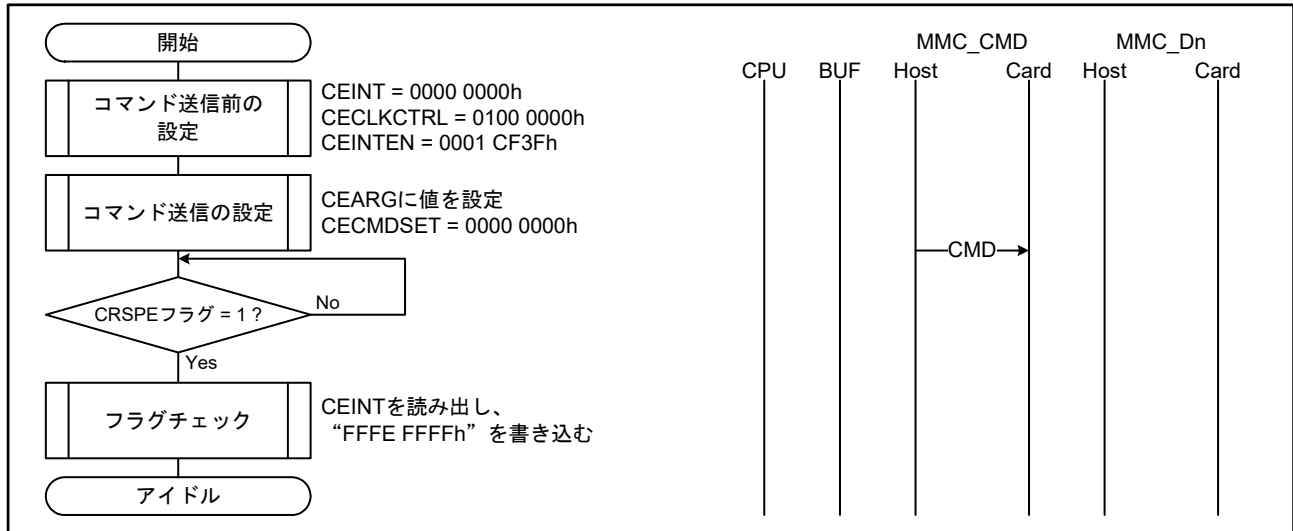 開始
コマンド送信前の
設定
CEINT = 0000 0000h
CECLKCTRL = 0100 0000h
CEINTEN = 0001 CF3Fh
コマンド送信の設定
CEARGに値を設定
CECMDSET = 0000 0000h
CRSPEフラグ = 1 ?
No
Yes
フラグチェック
CEINTを読み出し、
“FFFE FFFFh”を書き込む
アイドル
MMC_CMD MMC_Dn
CPU BUF Host Card Host Card
CMD